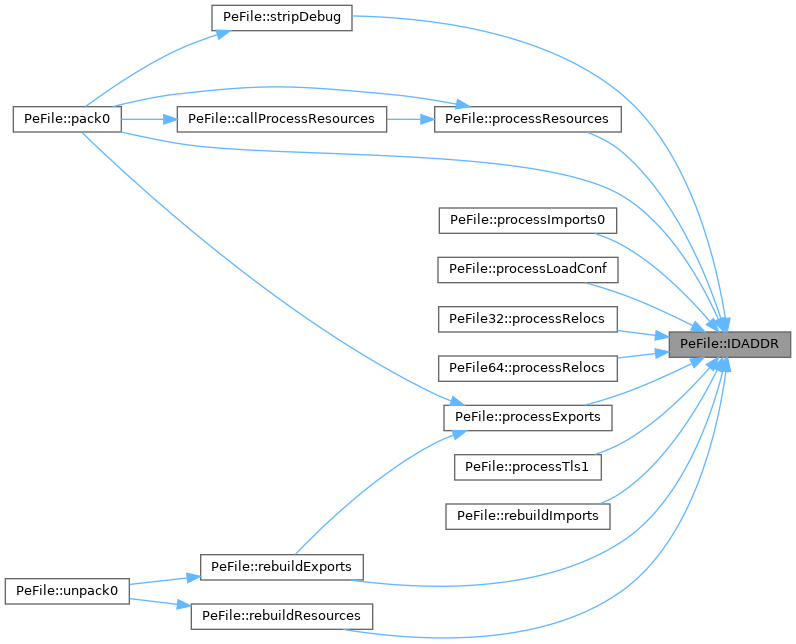 PeFile::stripDebug
PeFile::pack0
PeFile::callProcessResources
PeFile::processResources
PeFile::processImports0
PeFile::processLoadConf
PeFile32::processRelocs
PeFile::IDADDR
PeFile64::processRelocs
PeFile::processExports
PeFile::processTls1
PeFile::rebuildImports
PeFile::rebuildExports
PeFile::unpack0
PeFile::rebuildResources